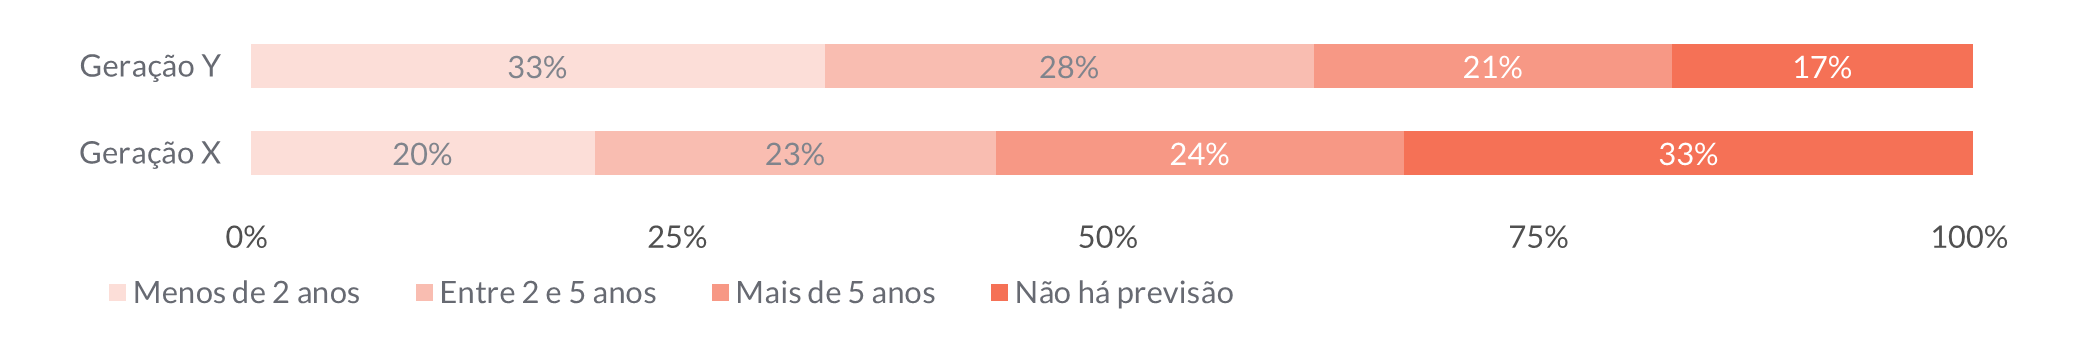 Geração Y 33% 28% 21% 17%
Geração X 20% 23% 24% 33%
0% 25% 50% 75% 100%
Menos de 2 anos Entre 2 e 5 anos Mais de 5 anos Não há previsão